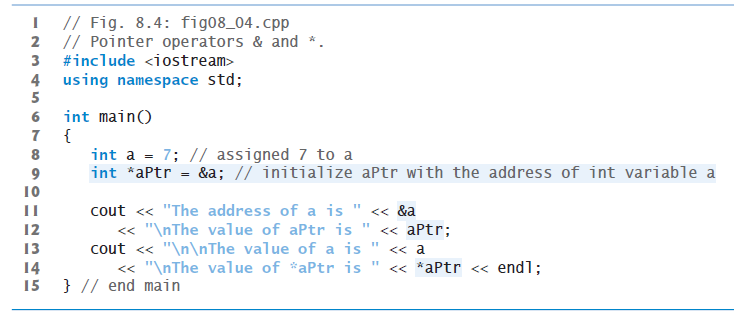 1 // Fig. 8.4: fig08_04.cpp
2 // Pointer operators & and *.
3 #include <iostream>
4 using namespace std;
5
6 int main()
7 {
8 int a = 7; // assigned 7 to a
9 int *aPtr = &a; // initialize aPtr with the address of int variable a
10
11 cout << "The address of a is " << &a
12 << "\nThe value of aPtr is " << aPtr;
13 cout << "\n\nThe value of a is " << a
14 << "\nThe value of *aPtr is " << *aPtr << endl;
15 } // end main